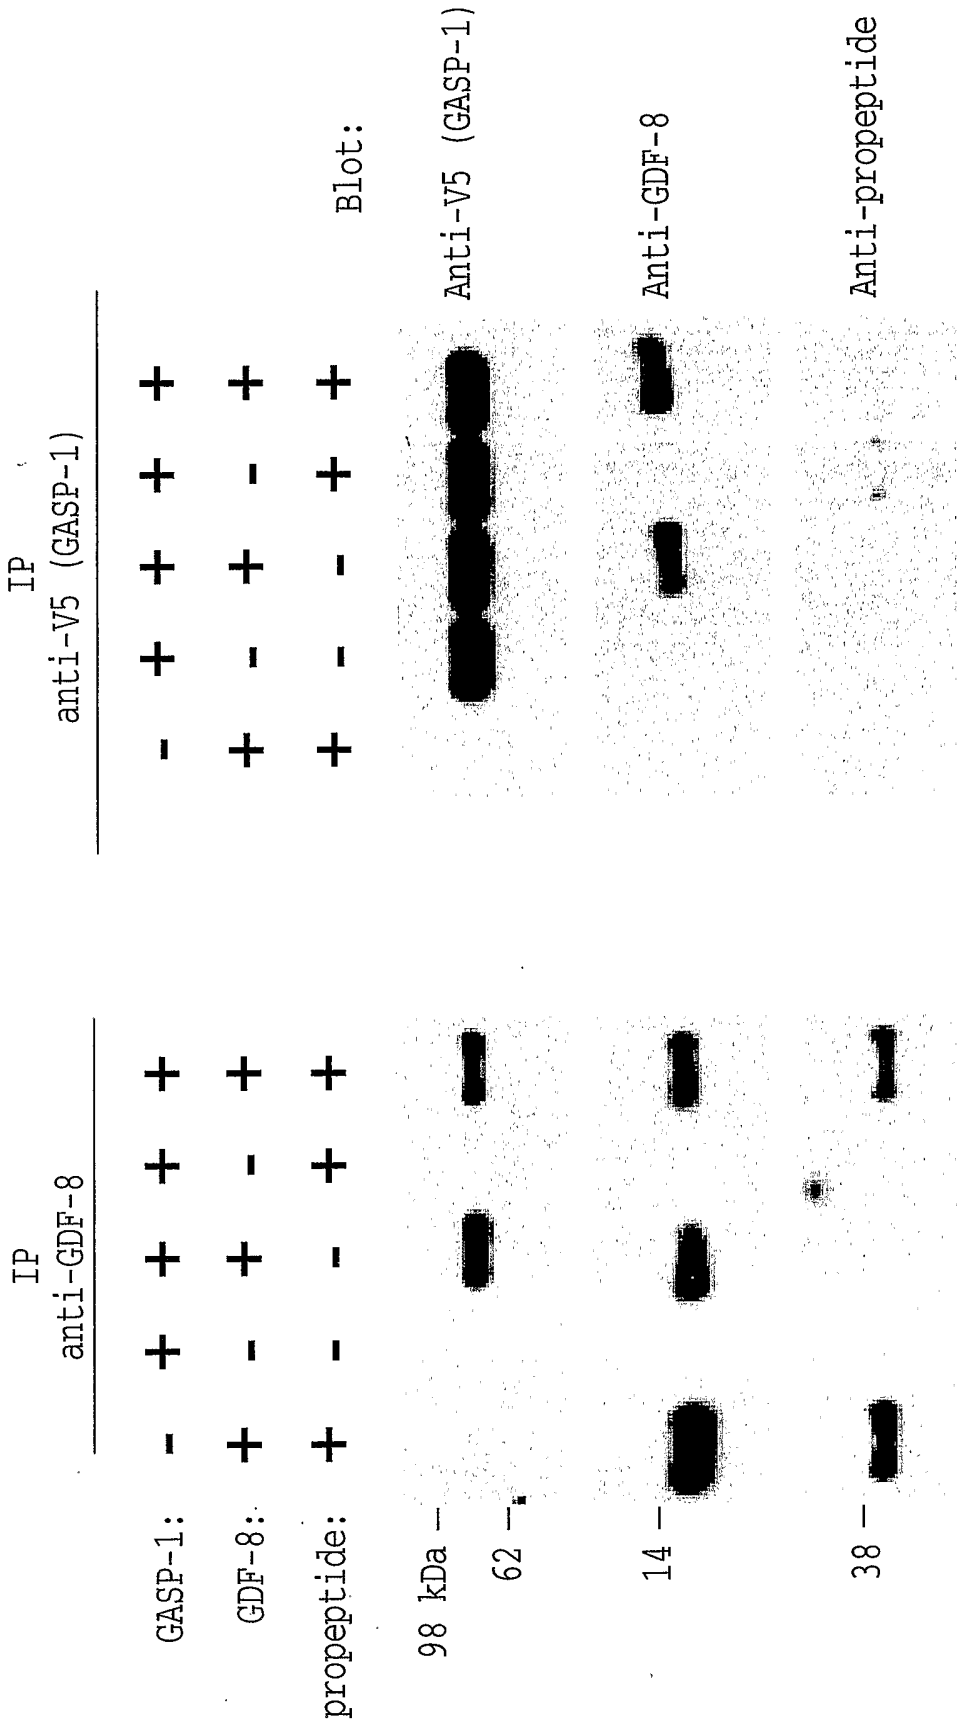 IP
anti-GDF-8
IP
anti-V5 (GASP-1)
GASP-1: - + + + + - + + + +
GDF-8: + - + - + + - + - +
propeptide: + - - + + + - - + +
Blot:
98 kDa —
62 —
Anti-V5 (GASP-1)
14 —
Anti-GDF-8
38 —
Anti-propeptide